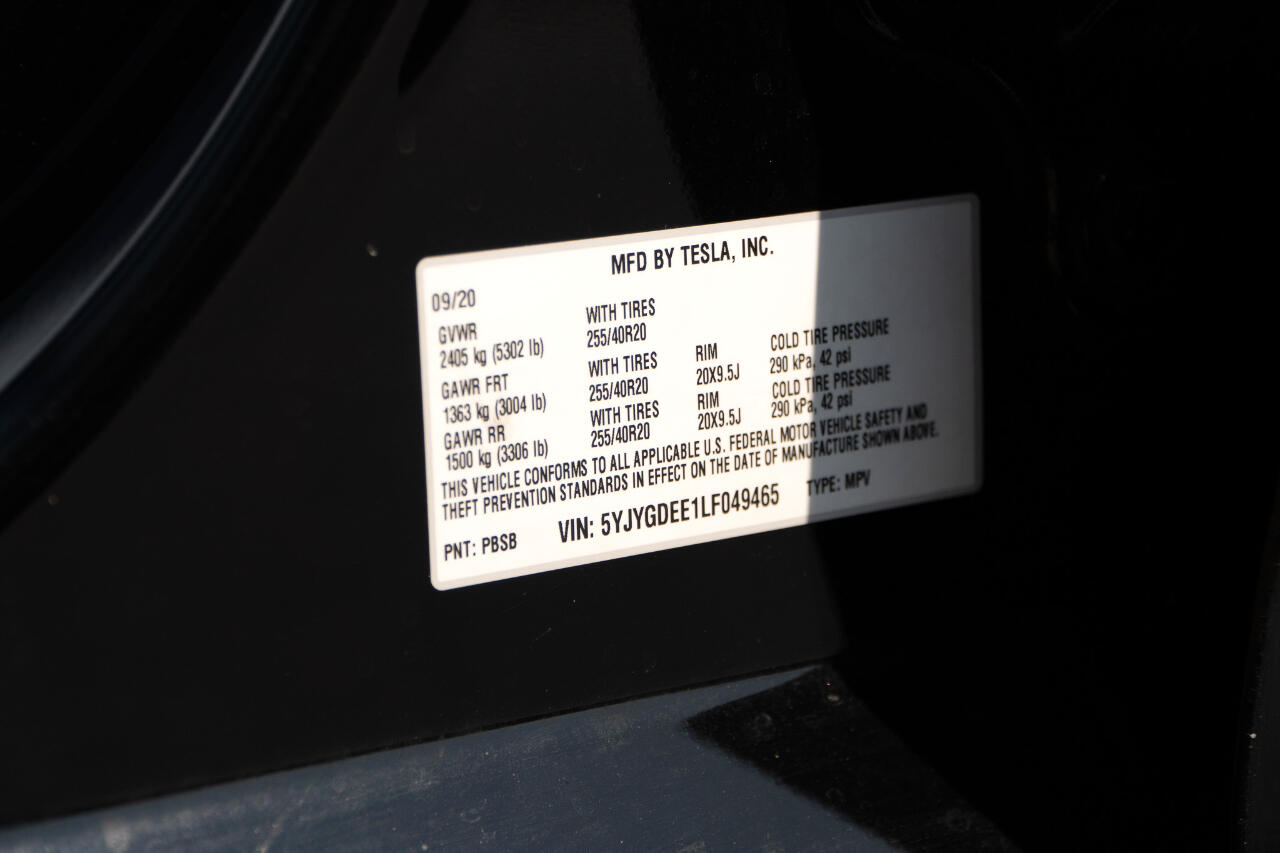 MFD BY TESLA, INC.
09/20
GVWR WITH TIRES
2405 kg (5302 lb) 255/40R20
GAWR FRT WITH TIRES RIM COLD TIRE PRESSURE
1363 kg (3004 lb) 255/40R20 20X9.5J 290 kPa, 42 psi
GAWR RR WITH TIRES RIM COLD TIRE PRESSURE
1500 kg (3306 lb) 255/40R20 20X9.5J 290 kPa, 42 psi
THIS VEHICLE CONFORMS TO ALL APPLICABLE U.S. FEDERAL MOTOR VEHICLE SAFETY AND
THEFT PREVENTION STANDARDS IN EFFECT ON THE DATE OF MANUFACTURE SHOWN ABOVE.
PNT: PBSB VIN: 5YJYGDEE1LF049465 TYPE: MPV